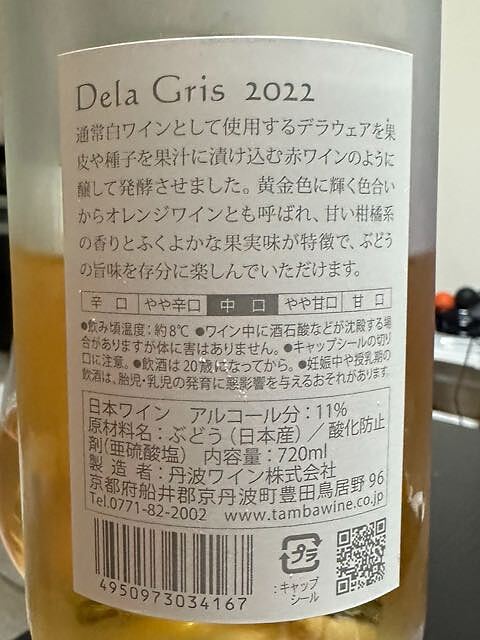 Dela Gris 2022
通常白ワインとして使用するデラウェアを果
皮や種子を果汁に漬け込む赤ワインのように
醸して発酵させました。黄金色に輝く色合い
からオレンジワインとも呼ばれ、甘い柑橘系
の香りとふくよかな果実味が特徴で、ぶどう
の旨味を存分に楽しんでいただけます。
辛 口 やや辛口 中 口 やや甘口 甘 口
●飲み頃温度：約8℃ ●ワイン中に酒石酸などが沈殿する場
合がありますが体に害はありません。●キャップシールの切り
口に注意。●飲酒は20歳になってから。●妊娠中や授乳期の
飲酒は、胎児・乳児の発育に悪影響を与えるおそれがあります。
日本ワイン アルコール分：11%
原材料名：ぶどう（日本産）／酸化防止
剤（亜硫酸塩） 内容量：720ml
製造者：丹波ワイン株式会社
京都府船井郡京丹波町豊田鳥居野96
Tel.0771-82-2002 www.tambawine.co.jp
4950973034167
プラ
：キャップ
シール